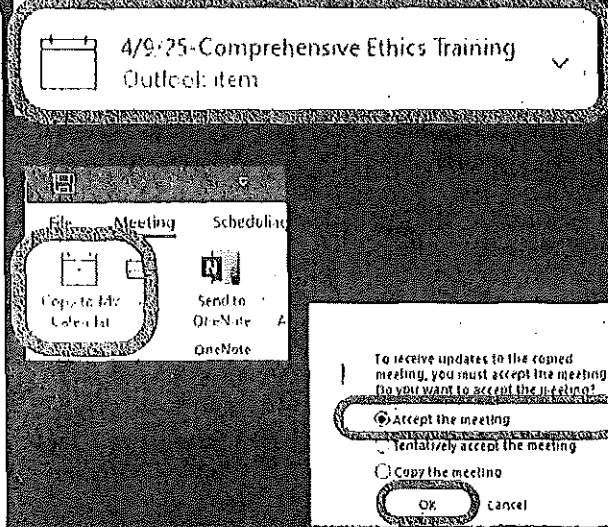 4/9/25-Comprehensive Ethics Training
Outlook item
File Meeting Scheduling
Copy to My
Calendar
Send to
OneNote
OneNote
To receive updates to the copied
meeting, you must accept the meeting
Do you want to accept the meeting?
Accept the meeting
Tentatively accept the meeting
Copy the meeting
OK Cancel